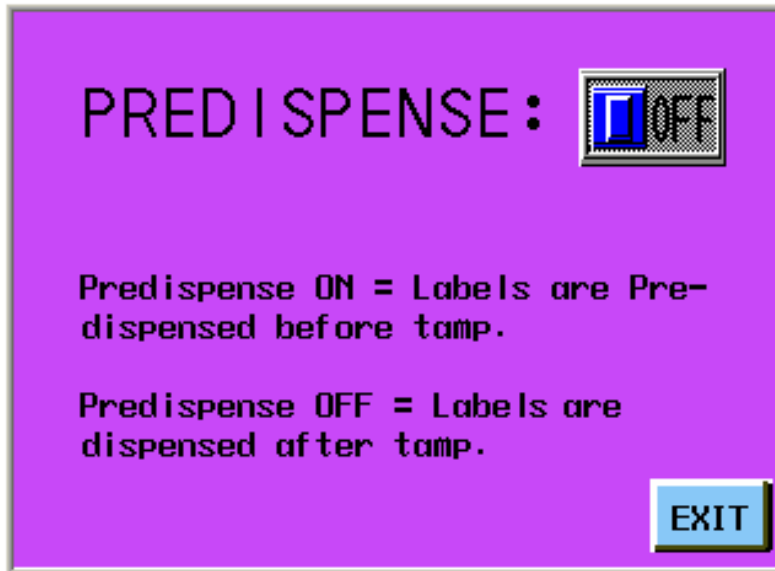 PREDISPENSE: OFF
Predispense ON = Labels are Pre-
dispensed before tamp.
Predispense OFF = Labels are
dispensed after tamp.
EXIT